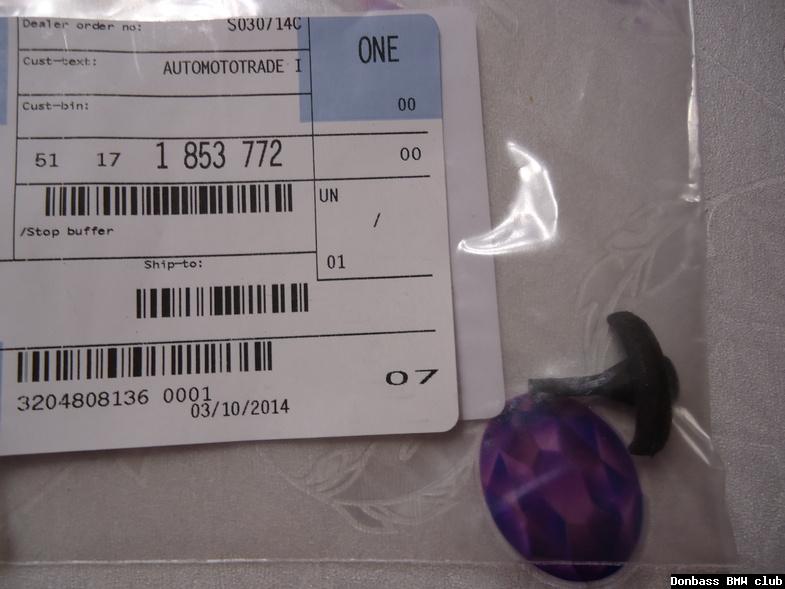 Dealer order no: S030714C
ONE
Cust-text: AUTOMOTOTRADE I
Cust-bin:
00
51 17 1 853 772
00
UN
/
/Stop buffer
01
Ship-to:
07
3204808136 0001
03/10/2014
Donbass BMW club